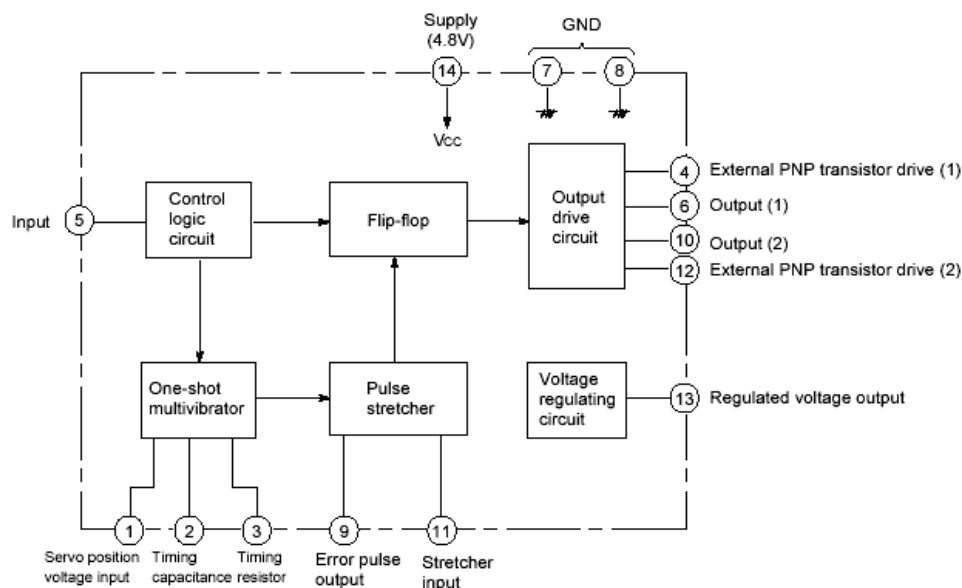 Supply
(4.8V)
GND
14
7
8
Vcc
4
External PNP transistor drive (1)
Input
5
Control
logic
circuit
Flip-flop
Output
drive
circuit
6
Output (1)
10
Output (2)
12
External PNP transistor drive (2)
One-shot
multivibrator
Pulse
stretcher
Voltage
regulating
circuit
13
Regulated voltage output
1
2
3
9
11
Servo position
voltage input
Timing
capacitance
Timing
resistor
Error pulse
output
Stretcher
input